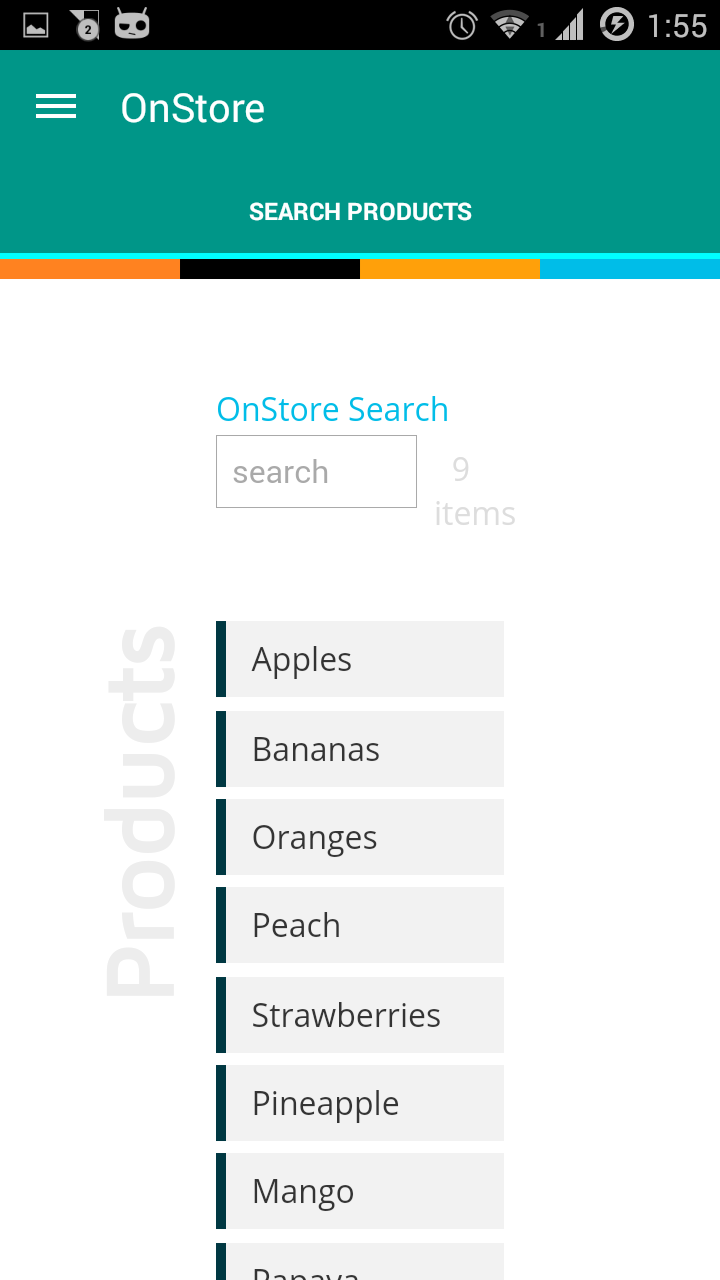 2
1
1:55
OnStore
SEARCH PRODUCTS
OnStore Search
search
9
items
Products
Apples
Bananas
Oranges
Peach
Strawberries
Pineapple
Mango
Papaya